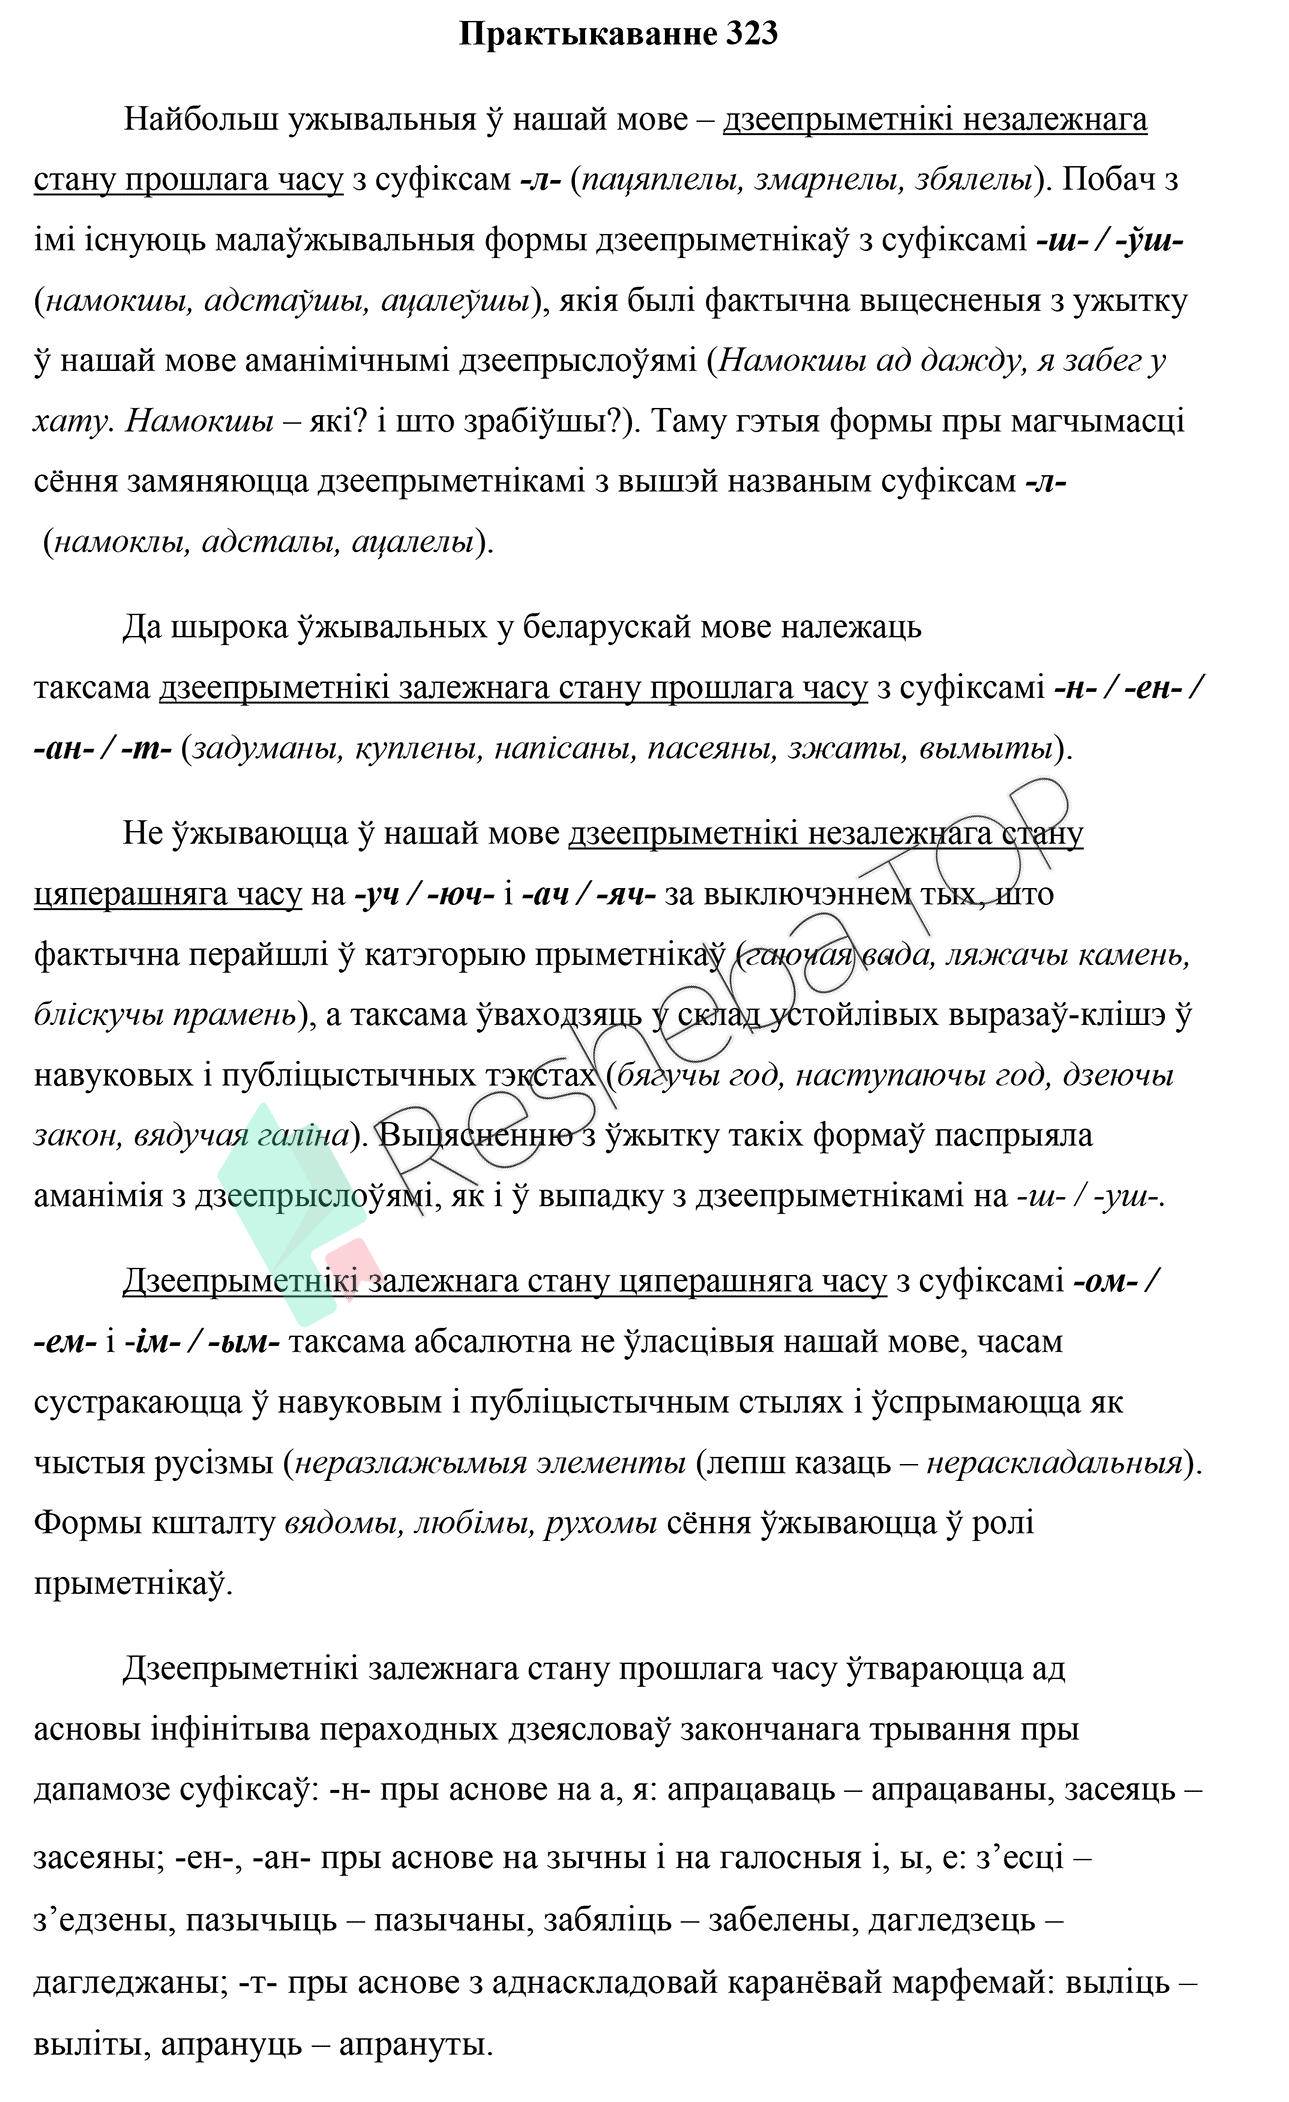 Практыкаванне 323
Найбольш ужывальныя ў нашай мове – дзеепрыметнікі незалежнага
стану прошлага часу з суфіксам -л- (пацяплелы, змарнелы, збялелы). Побач з
імі існуюць малаўжывальныя формы дзеепрыметнікаў з суфіксамі -ш- / -ўш-
(намокшы, адстаўшы, ацалеўшы), якія былі фактычна выцесненыя з ужытку
ў нашай мове аманімічнымі дзеепрыслоўямі (Намокшы ад дажду, я забег у
хату. Намокшы – які? і што зрабіўшы?). Таму гэтыя формы пры магчымасці
сёння замяняюцца дзеепрыметнікамі з вышэй названым суфіксам -л-
(намоклы, адсталы, ацалелы).
Да шырока ўжывальных у беларускай мове належаць
таксама дзеепрыметнікі залежнага стану прошлага часу з суфіксамі -н- / -ен- /
-ан- / -т- (задуманы, куплены, напісаны, пасеяны, зжаты, вымыты).
Не ўжываюцца ў нашай мове дзеепрыметнікі незалежнага стану
цяперашняга часу на -уч / -юч- і -ач / -яч- за выключэннем тых, што
фактычна перайшлі ў катэгорыю прыметнікаў (гаючая вада, ляжачы камень,
бліскучы прамень), а таксама ўваходзяць у склад устойлівых выразаў-клішэ ў
навуковых і публіцыстычных тэкстах (бягучы год, наступаючы год, дзеючы
закон, вядучая галіна). Выцясненню з ўжытку такіх формаў паспрыяла
аманімія з дзеепрыслоўямі, як і ў выпадку з дзеепрыметнікамі на -ш- / -уш-.
Дзеепрыметнікі залежнага стану цяперашняга часу з суфіксамі -ом- /
-ем- і -ім- / -ым- таксама абсалютна не ўласцівыя нашай мове, часам
сустракаюцца ў навуковым і публіцыстычным стылях і ўспрымаюцца як
чыстыя русізмы (неразлажымыя элементы (лепш казаць – нераскладальныя).
Формы кшталту вядомы, любімы, рухомы сёння ўжываюцца ў ролі
прыметнікаў.
Дзеепрыметнікі залежнага стану прошлага часу ўтвараюцца ад
асновы інфінітыва пераходных дзеясловаў закончанага трывання пры
дапамозе суфіксаў: -н- пры аснове на а, я: апрацаваць – апрацаваны, засеяць –
засеяны; -ен-, -ан- пры аснове на зычны і на галосныя і, ы, е: з’есці –
з’едзены, пазычыць – пазычаны, забяліць – забелены, дагледзець –
дагледжаны; -т- пры аснове з аднаскладовай каранёвай марфемай: выліць –
выліты, апрануць – апрануты.
Resheba.TOP